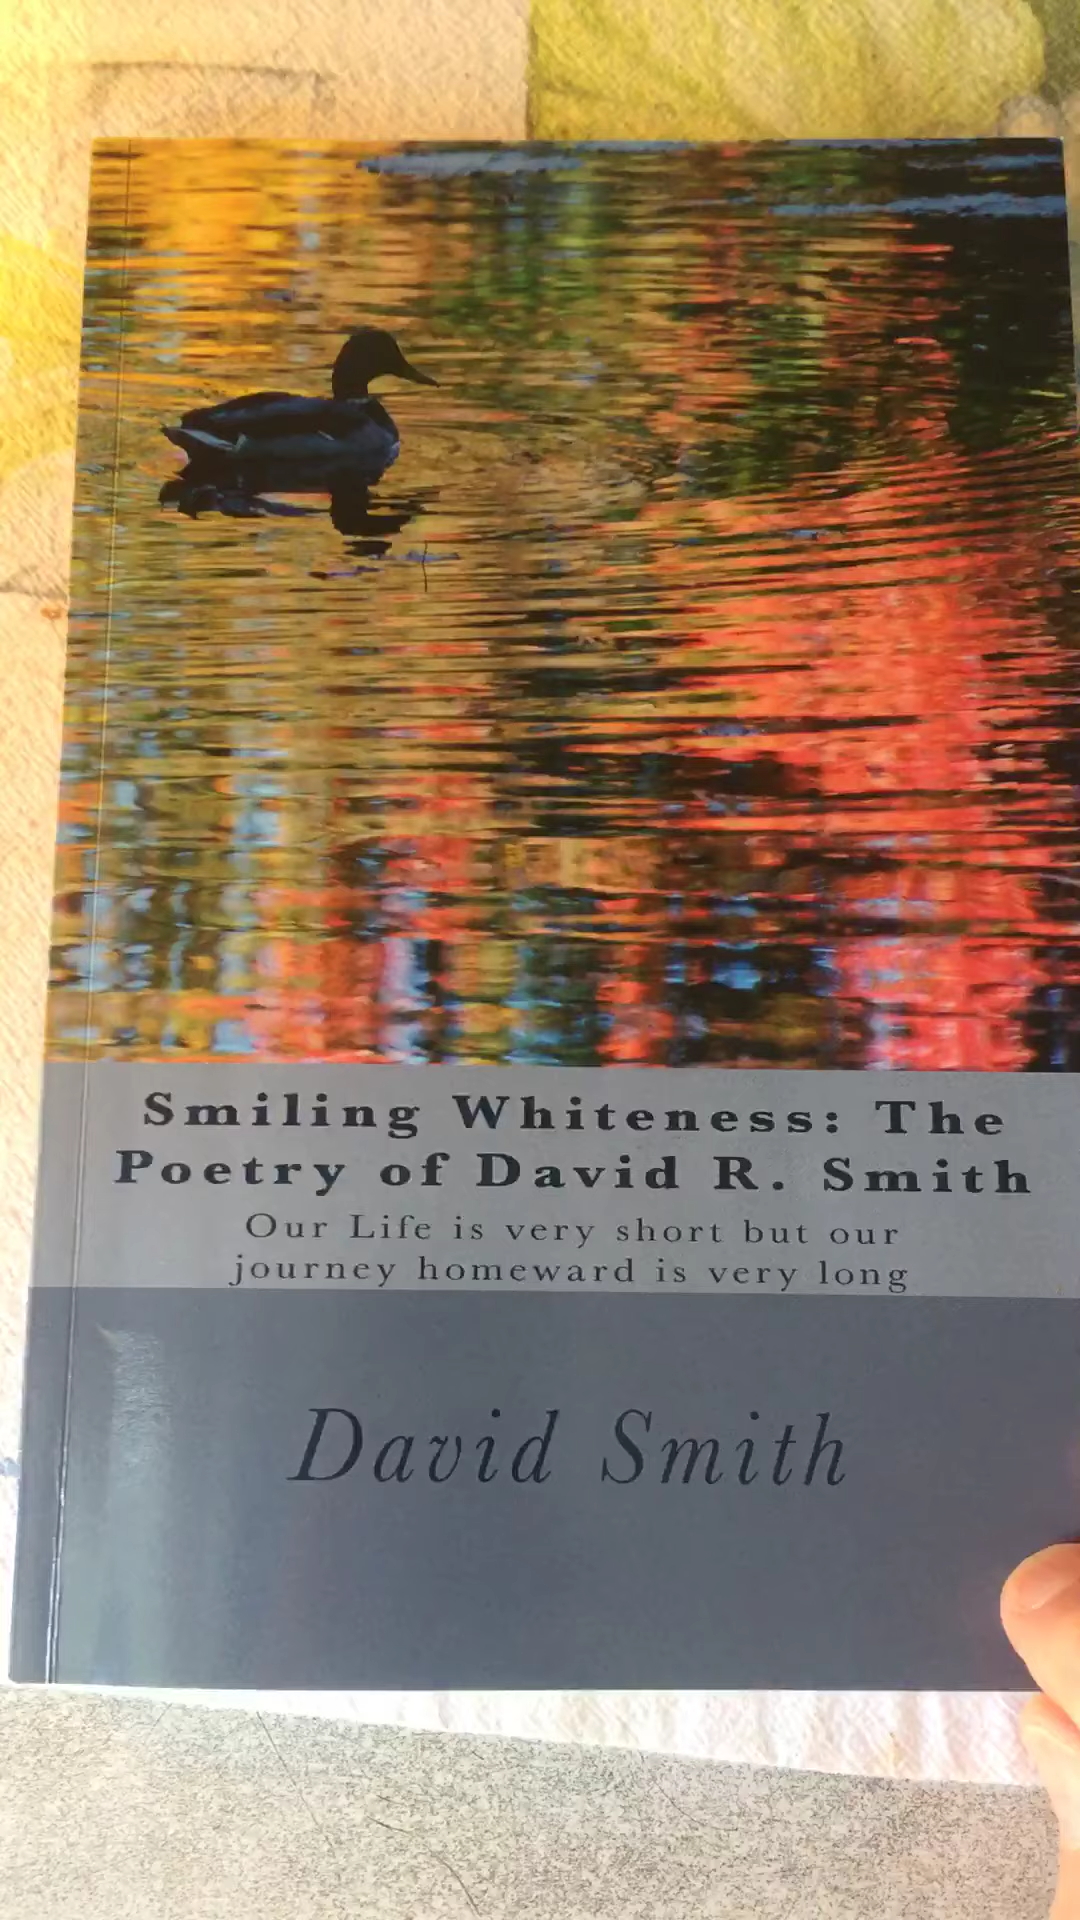 Smiling Whiteness: The
Poetry of David R. Smith
Our Life is very short but our
journey homeward is very long
David Smith